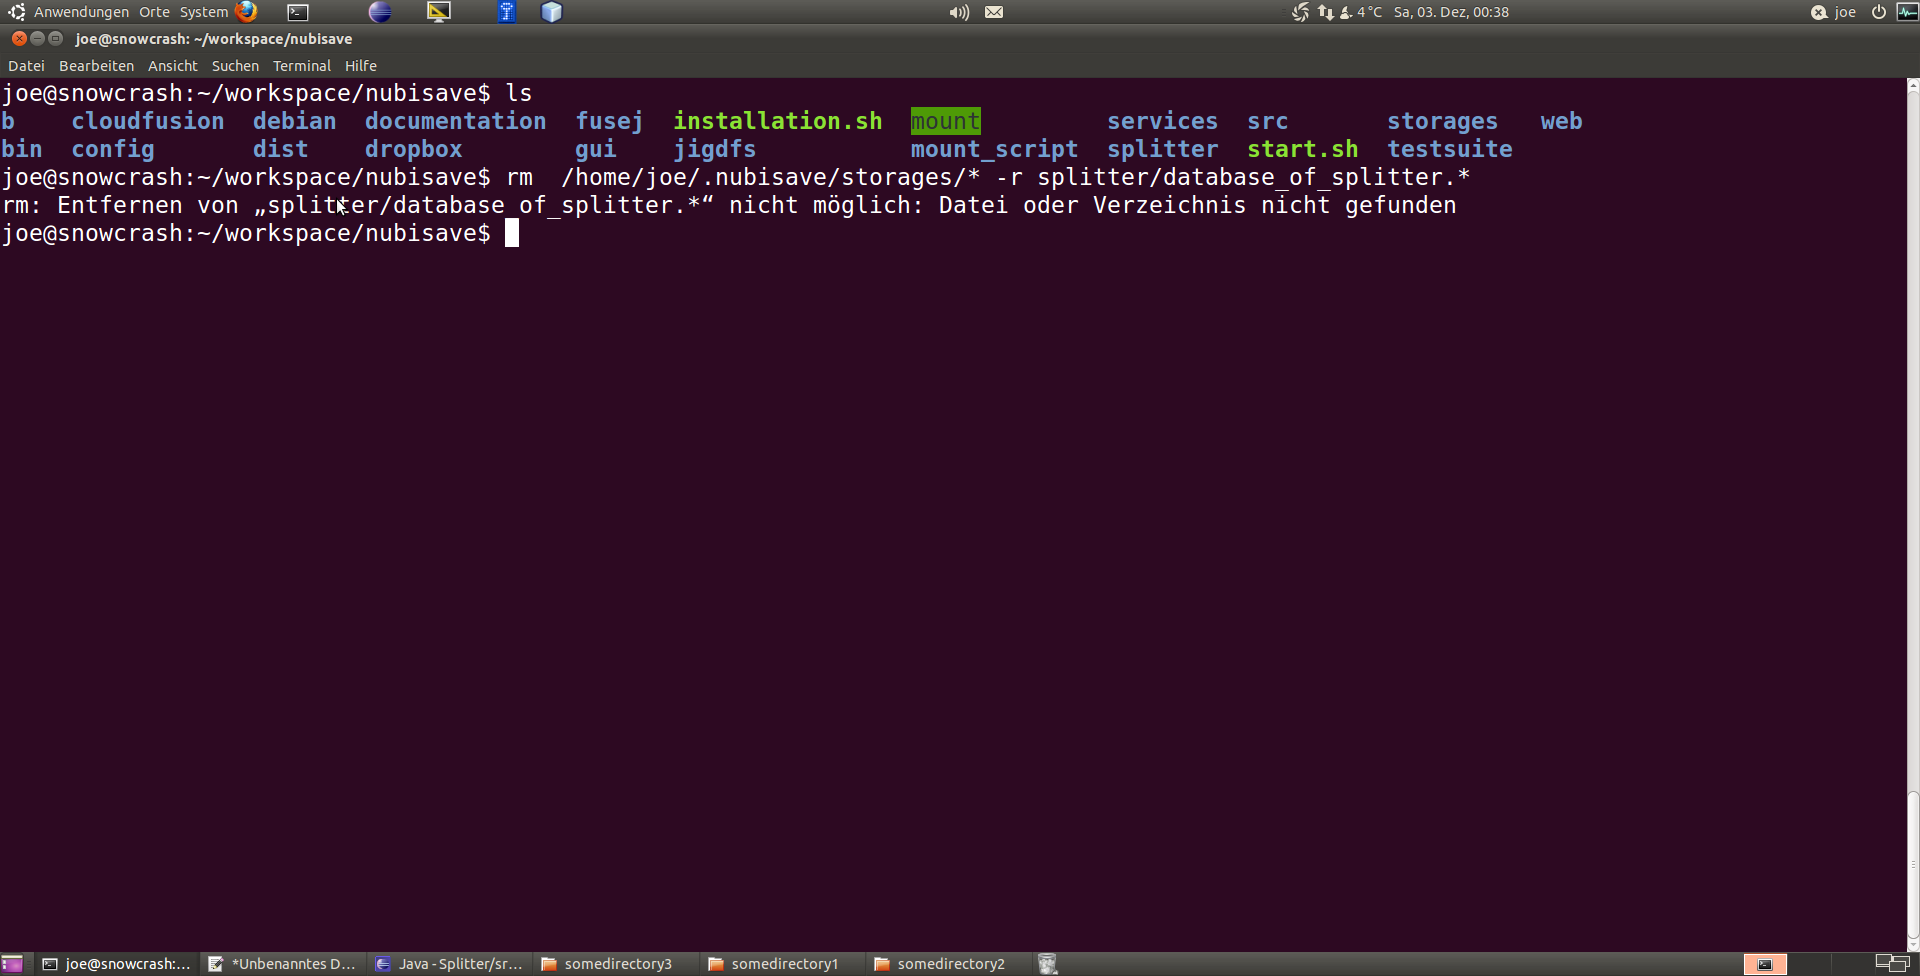 Anwendungen Orte System 4°C Sa, 03. Dez, 00:38 joe
joe@snowcrash: ~/workspace/nubisave
Datei Bearbeiten Ansicht Suchen Terminal Hilfe
joe@snowcrash:~/workspace/nubisave$ ls
b cloudfusion debian documentation fusej installation.sh mount services src storages web
bin config dist dropbox gui jigdfs mount_script splitter start.sh testsuite
joe@snowcrash:~/workspace/nubisave$ rm  /home/joe/.nubisave/storages/* -r splitter/database_of_splitter.*
rm: Entfernen von „splitter/database_of_splitter.*“ nicht möglich: Datei oder Verzeichnis nicht gefunden
joe@snowcrash:~/workspace/nubisave$
joe@snowcrash:... *Unbenanntes D... Java - Splitter/sr... somedirectory3 somedirectory1 somedirectory2